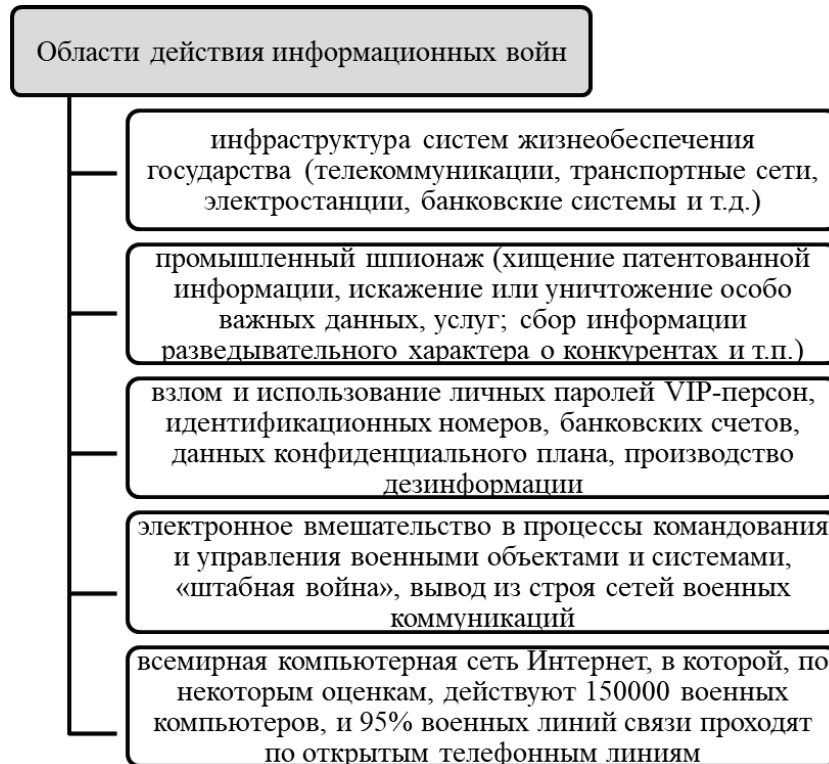 Области действия информационных войн
инфраструктура систем жизнеобеспечения
государства (телекоммуникации, транспортные сети,
электростанции, банковские системы и т.д.)
промышленный шпионаж (хищение патентованной
информации, искажение или уничтожение особо
важных данных, услуг; сбор информации
разведывательного характера о конкурентах и т.п.)
взлом и использование личных паролей VIP-персон,
идентификационных номеров, банковских счетов,
данных конфиденциального плана, производство
дезинформации
электронное вмешательство в процессы командования
и управления военными объектами и системами,
«штабная война», вывод из строя сетей военных
коммуникаций
всемирная компьютерная сеть Интернет, в которой, по
некоторым оценкам, действуют 150000 военных
компьютеров, и 95% военных линий связи проходят
по открытым телефонным линиям